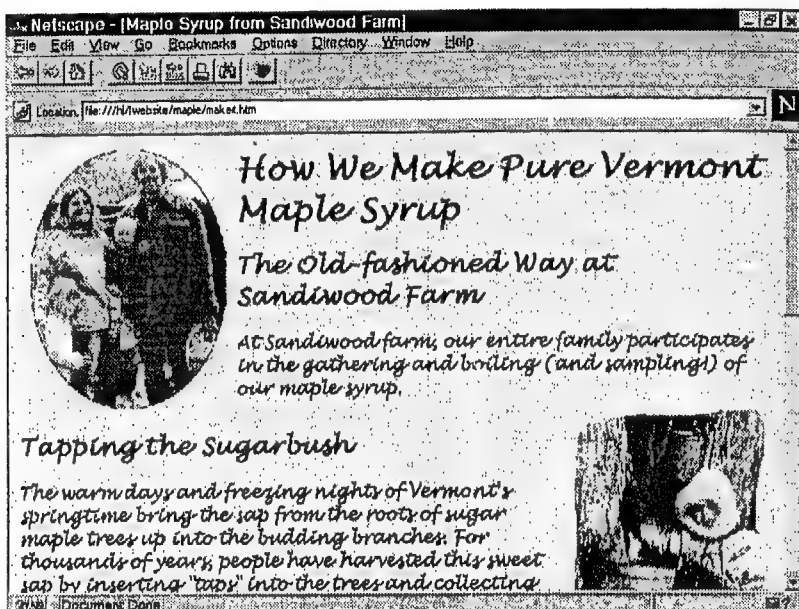 Netscape - [Maple Syrup from Sandiwood Farm]
File Edit View Go Bookmarks Options Directory Window Help
Location: file:///h|/website/maple/maket.htm
N
How We Make Pure Vermont
Maple Syrup
The Old-fashioned Way at
Sandiwood Farm
At Sandiwood farm, our entire family participates
in the gathering and boiling (and sampling!) of
our maple syrup.
Tapping the Sugarbush
The warm days and freezing nights of Vermont's
springtime bring the sap from the roots of sugar
maple trees up into the budding branches. For
thousands of years, people have harvested this sweet
sap by inserting "taps" into the trees and collecting
Document Done